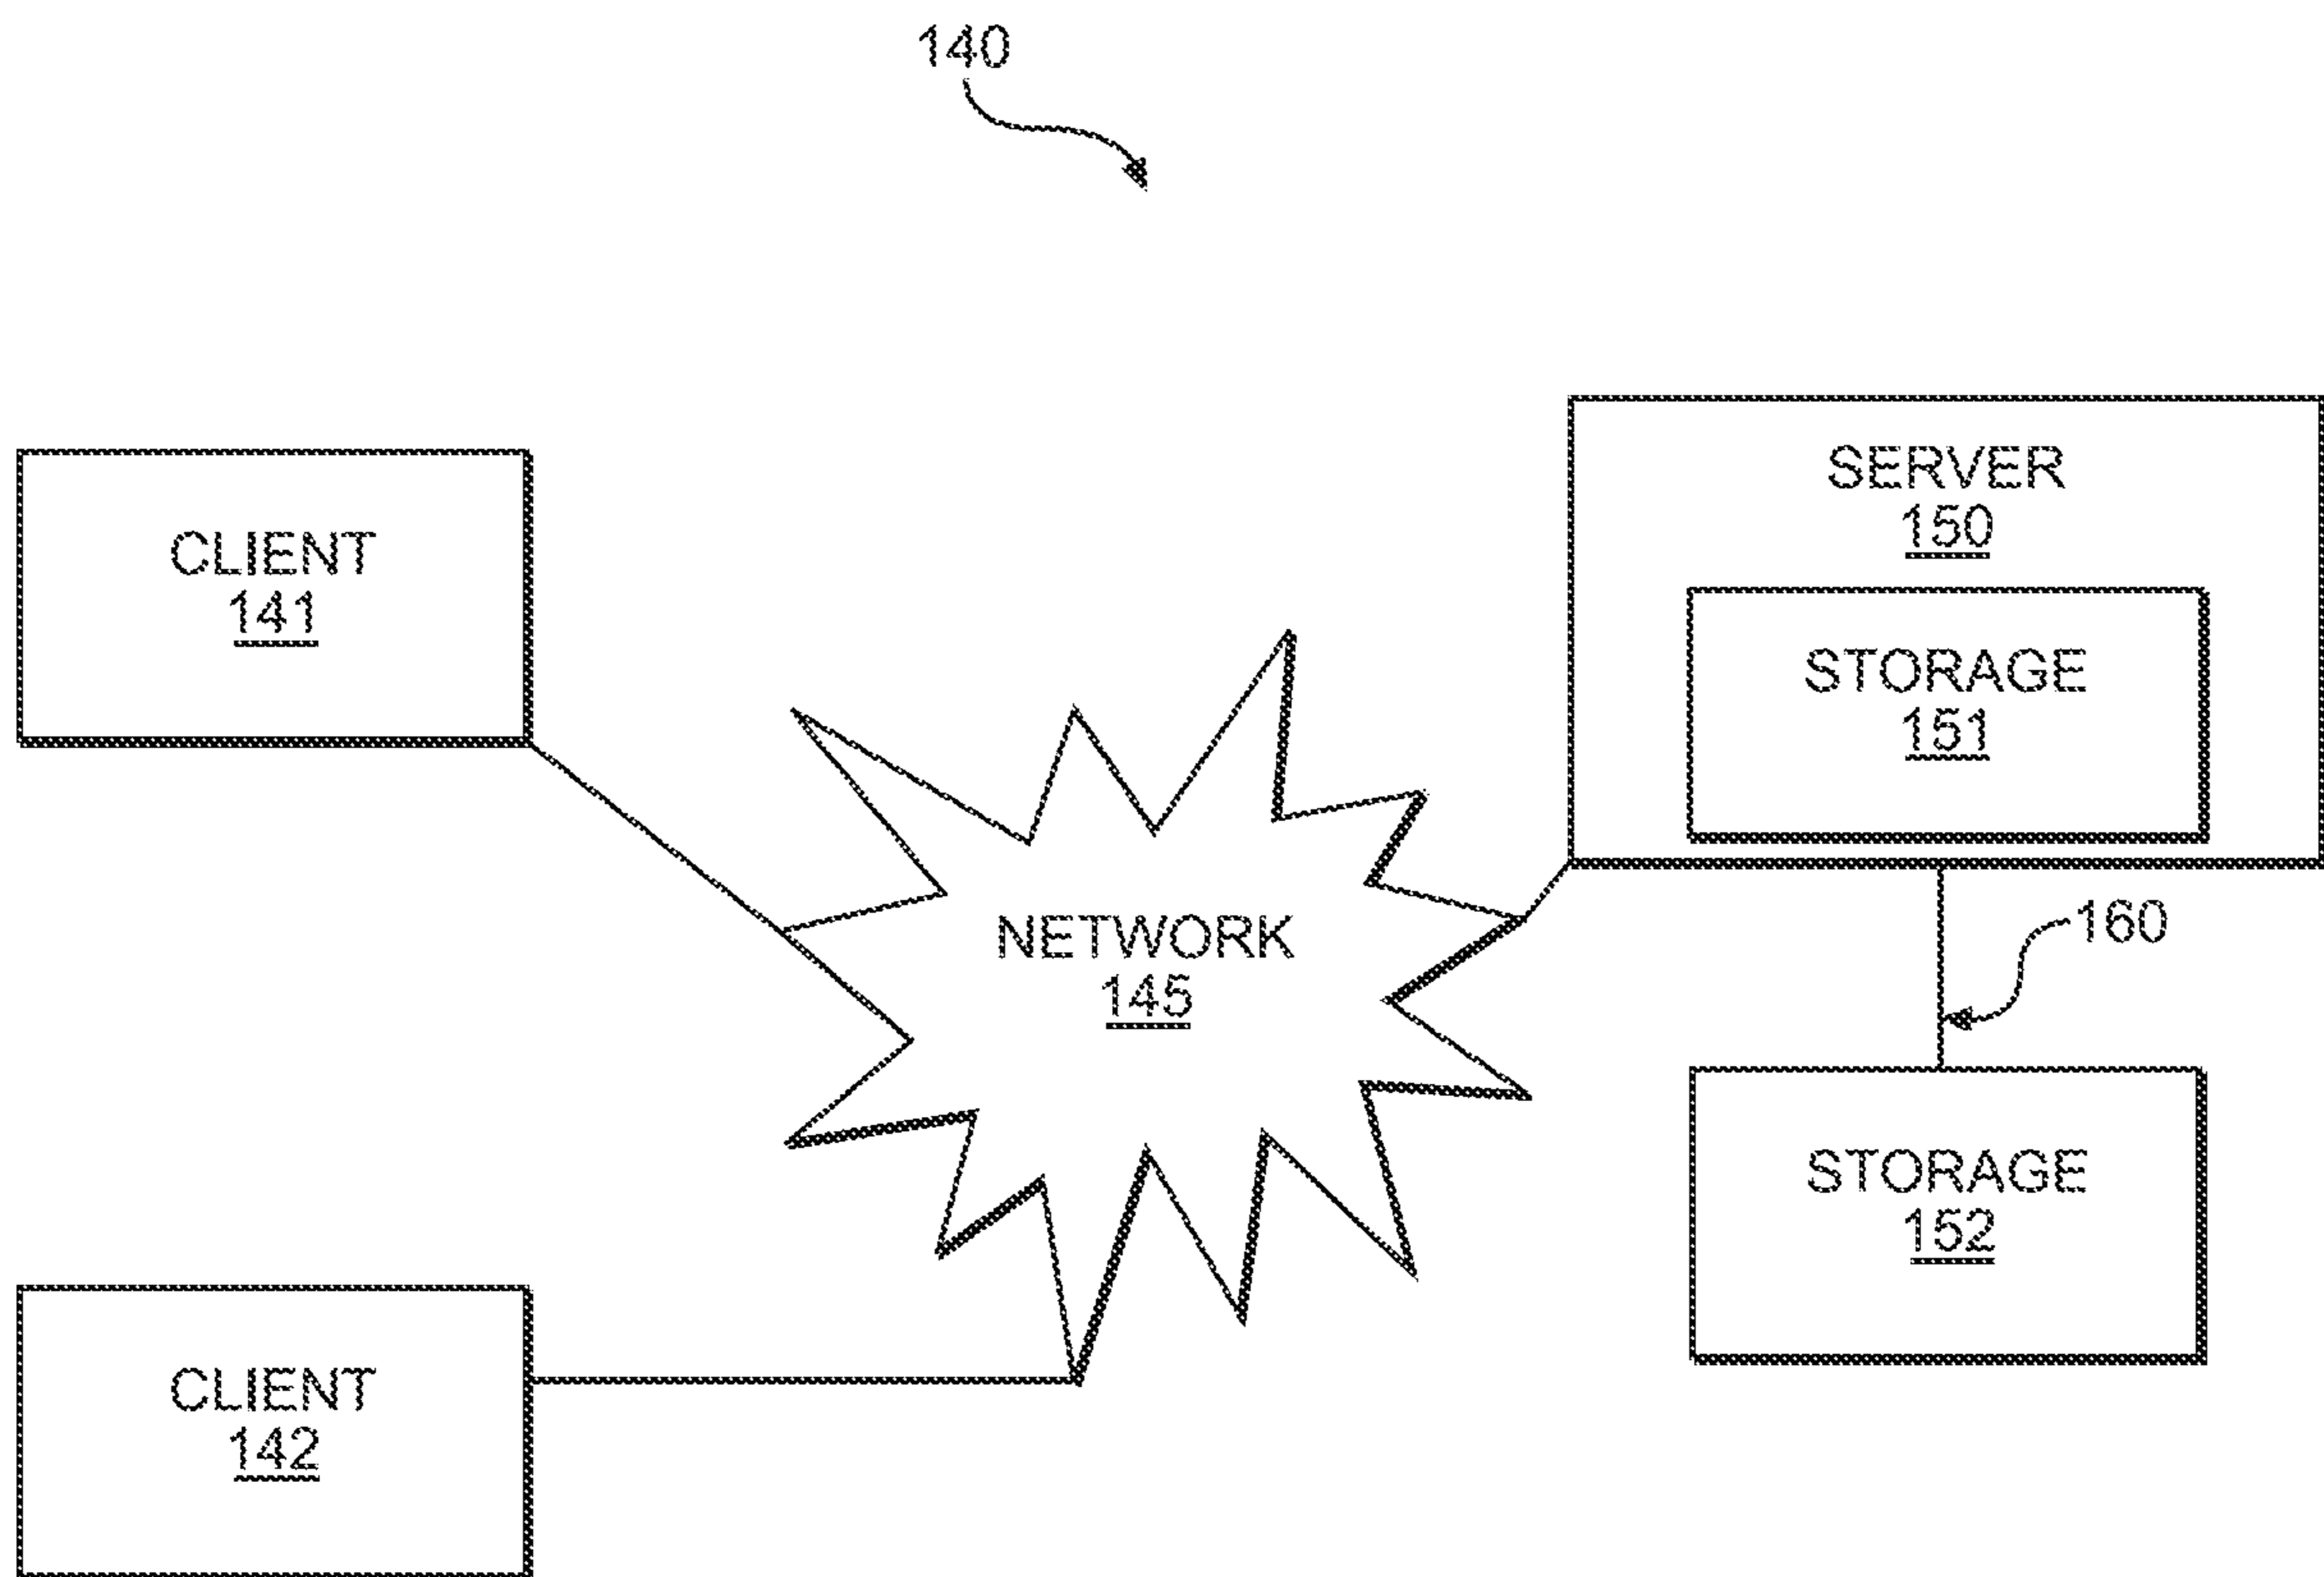 140
SERVER
150
CLIENT
141
STORAGE
151
NETWORK
145
160
STORAGE
152
CLIENT
142